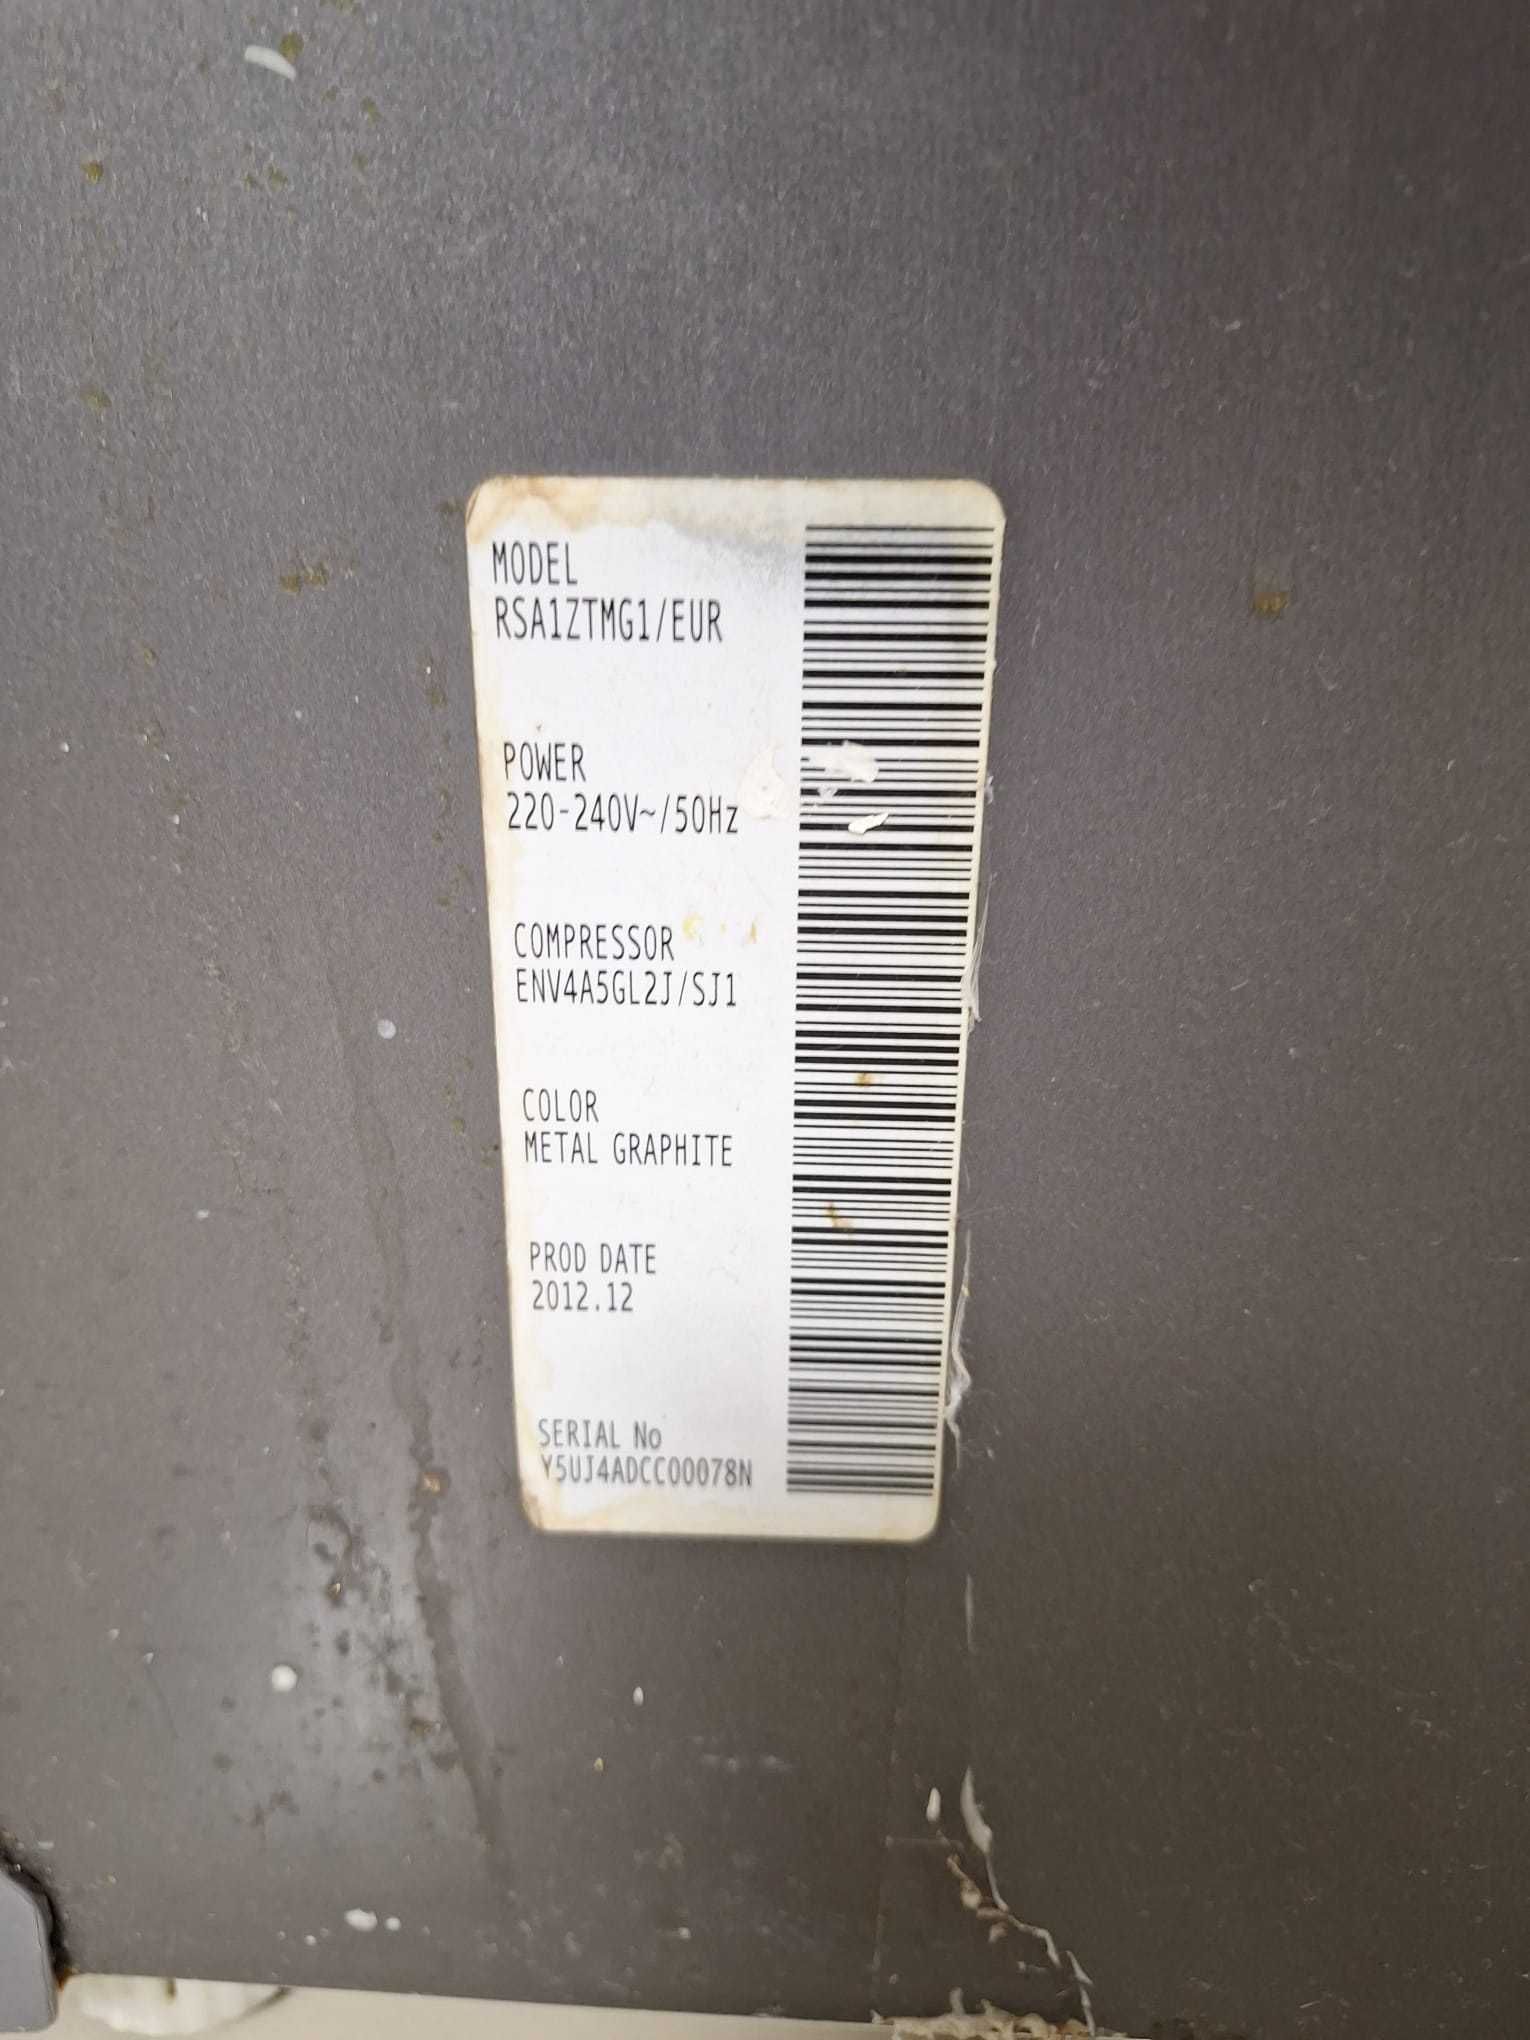 MODEL
RSA1ZTMG1/EUR
POWER
220-240V~/50Hz
COMPRESSOR
ENV4A5GL2J/SJ1
COLOR
METAL GRAPHITE
PROD DATE
2012.12
SERIAL No
Y5UJ4ADCC00078N